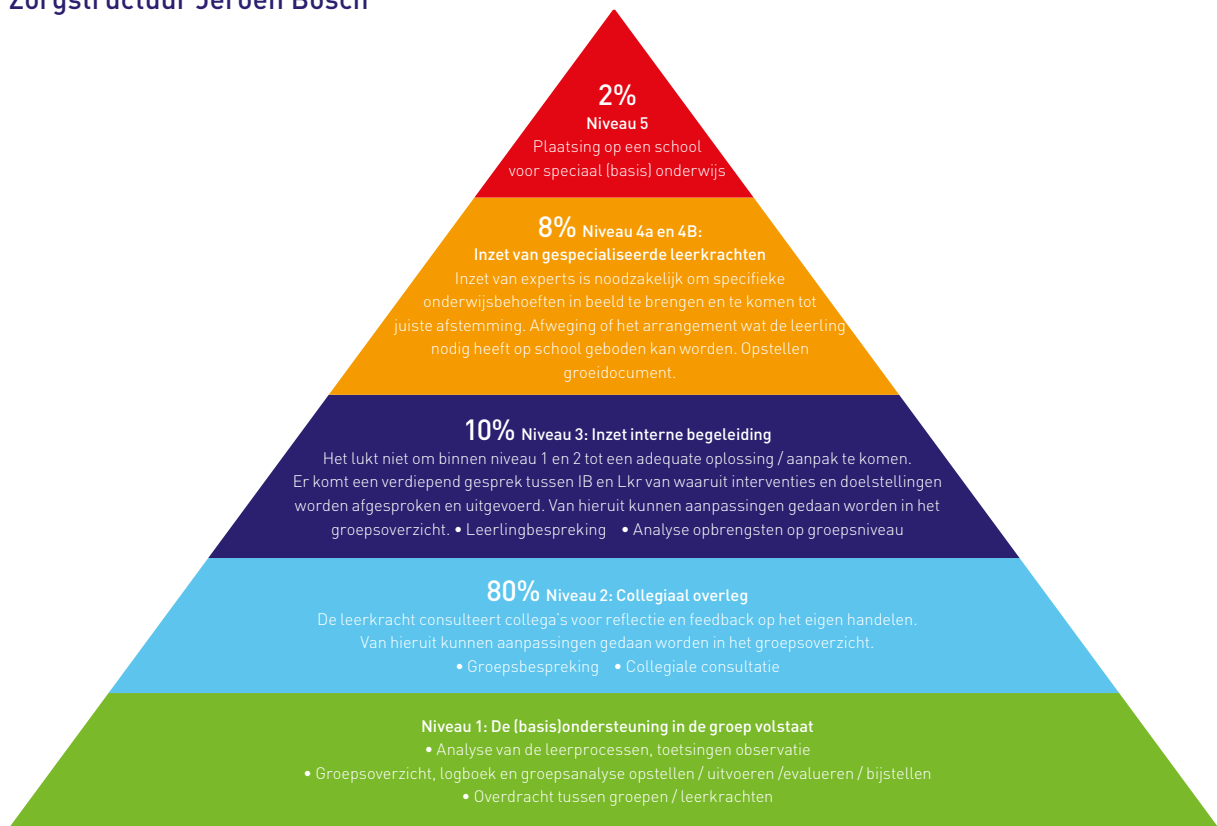 Zorgstructuur Jeroen Bosch
2%
Niveau 5
Plaatsing op een school
voor speciaal (basis) onderwijs
8% Niveau 4a en 4B:
Inzet van gespecialiseerde leerkrachten
Inzet van experts is noodzakelijk om specifieke
onderwijsbehoeften in beeld te brengen en te komen tot
juiste afstemming. Afweging of het arrangement wat de leerling
nodig heeft op school geboden kan worden. Opstellen
groeidocument.
10% Niveau 3: Inzet interne begeleiding
Het lukt niet om binnen niveau 1 en 2 tot een adequate oplossing / aanpak te komen.
Er komt een verdiepend gesprek tussen IB en Lkr van waaruit interventies en doelstellingen
worden afgesproken en uitgevoerd. Van hieruit kunnen aanpassingen gedaan worden in het
groepsoverzicht. • Leerlingbespreking • Analyse opbrengsten op groepsniveau
80% Niveau 2: Collegiaal overleg
De leerkracht consulteert collega's voor reflectie en feedback op het eigen handelen.
Van hieruit kunnen aanpassingen gedaan worden in het groepsoverzicht.
• Groepsbespreking • Collegiale consultatie
Niveau 1: De (basis)ondersteuning in de groep volstaat
• Analyse van de leerprocessen, toetsingen observatie
• Groepsoverzicht, logboek en groepsanalyse opstellen / uitvoeren /evalueren / bijstellen
• Overdracht tussen groepen / leerkrachten